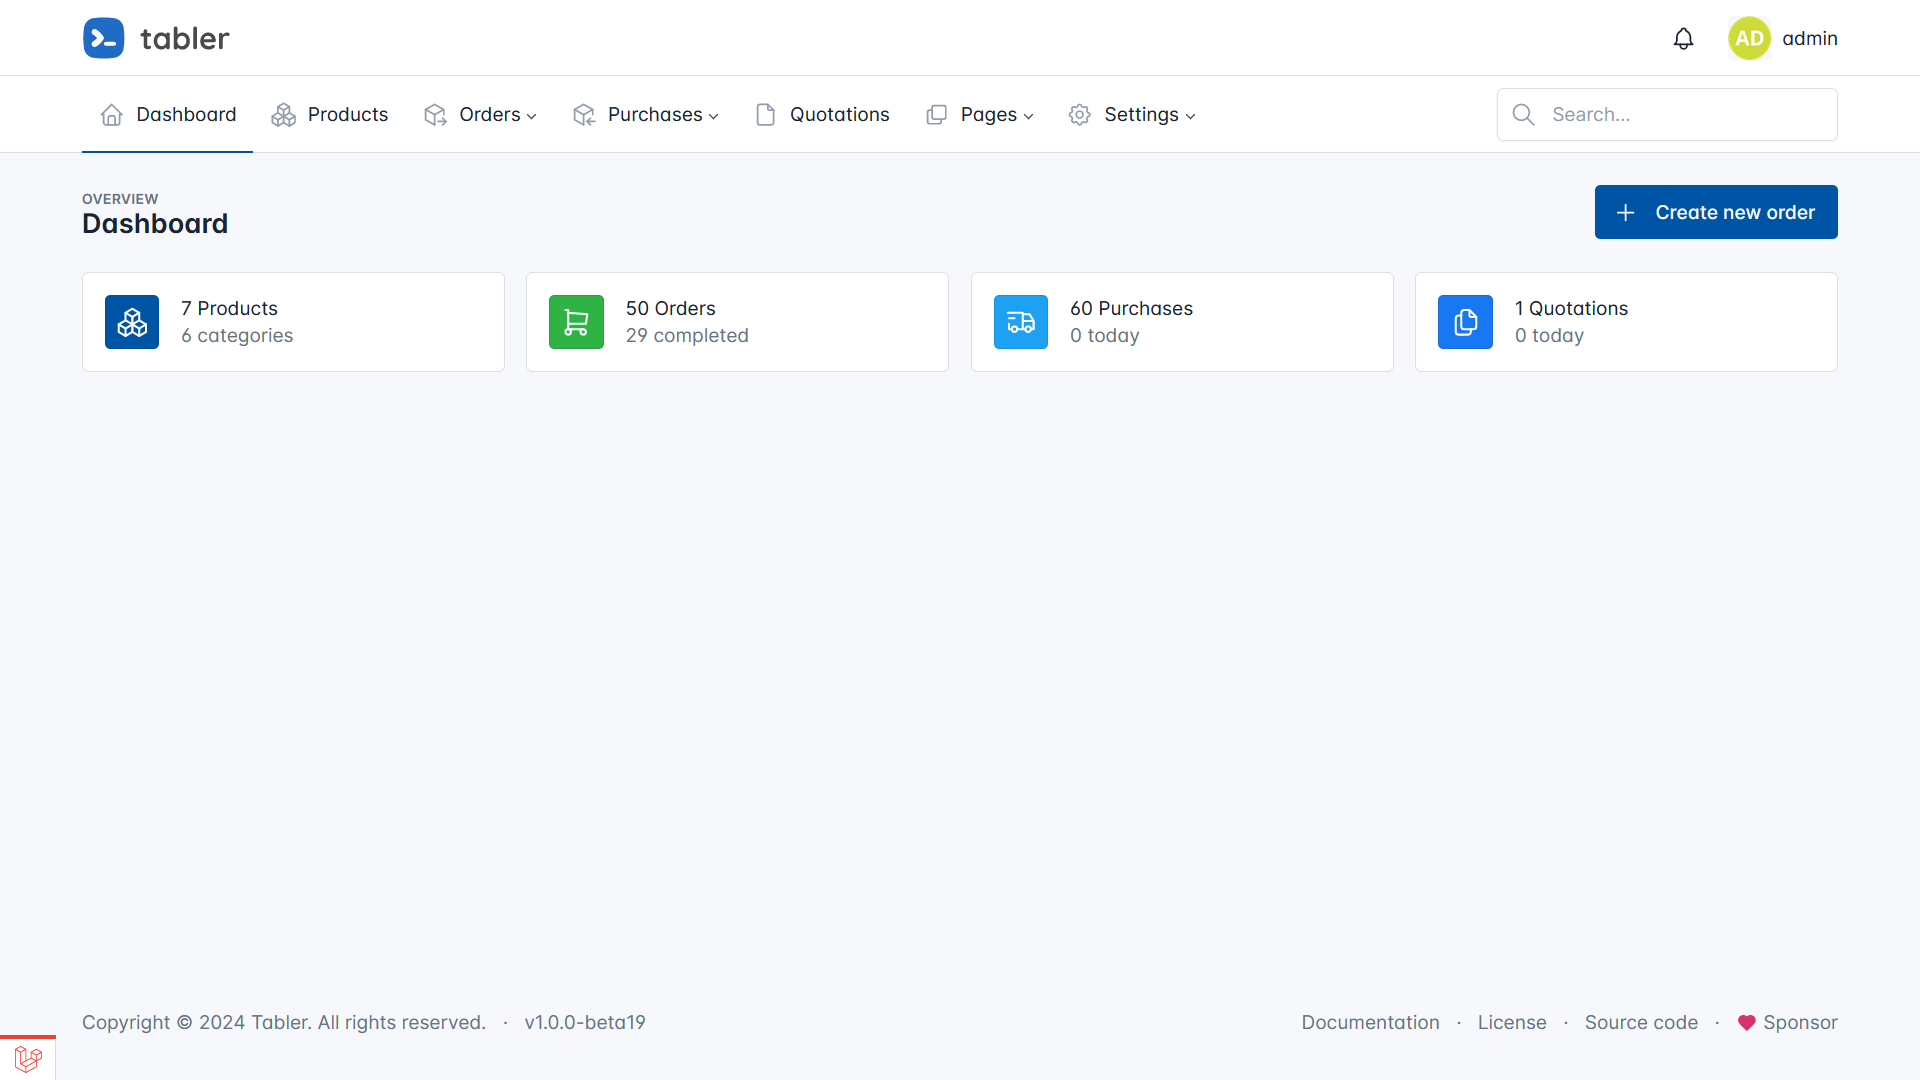 tabler
AD admin
Dashboard Products Orders Purchases Quotations Pages Settings Search...
OVERVIEW
Dashboard
Create new order
7 Products
6 categories
50 Orders
29 completed
60 Purchases
0 today
1 Quotations
0 today
Copyright © 2024 Tabler. All rights reserved. · v1.0.0-beta19
Documentation · License · Source code · Sponsor